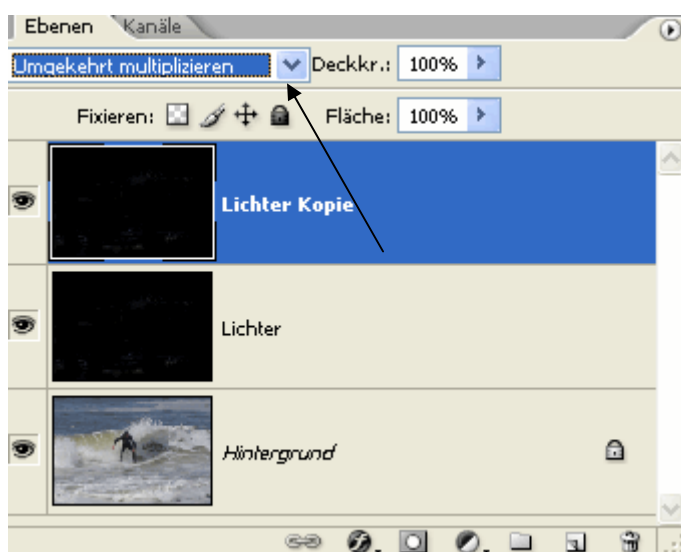 Ebenen Kanäle
Umgekehrt multiplizieren Deckkr.: 100%
Fixieren: Fläche: 100%
Lichter Kopie
Lichter
Hintergrund